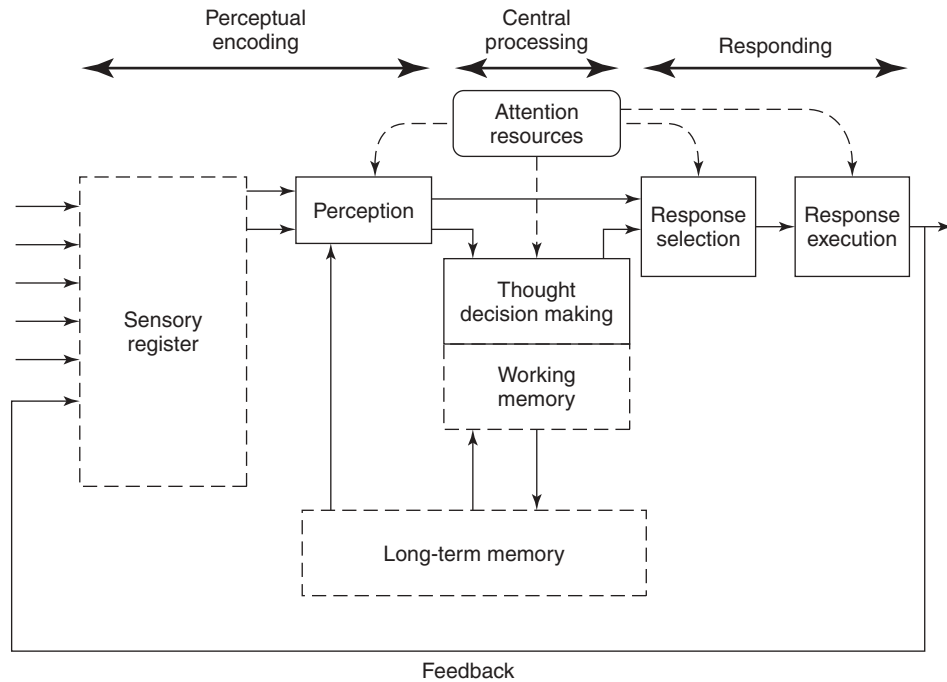 Perceptual
encoding
Central
processing
Responding
Attention
resources
Perception
Response
selection
Response
execution
Sensory
register
Thought
decision making
Working
memory
Long-term memory
Feedback